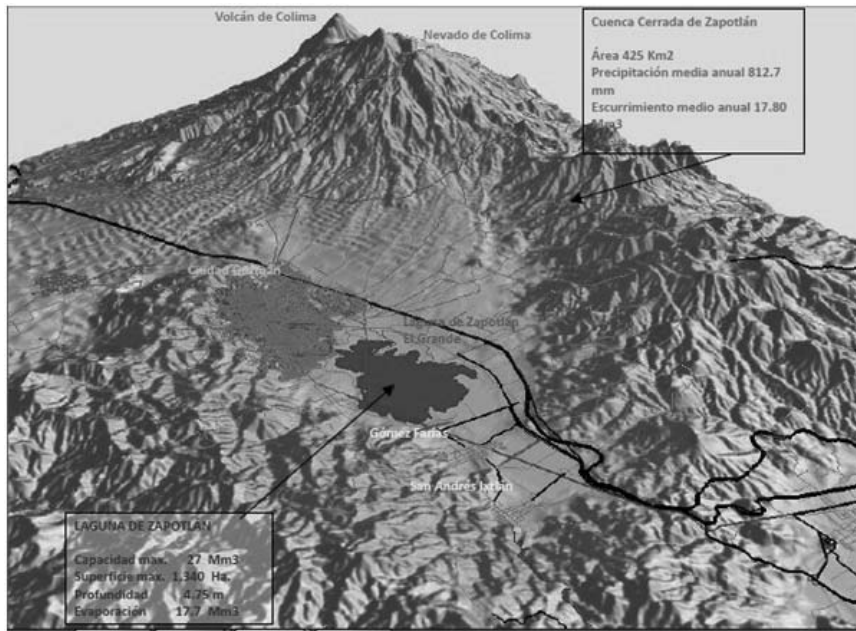 Volcán de Colima
Nevado de Colima
Cuenca Cerrada de Zapotlán
Área 425 Km2
Precipitación media anual 812.7
mm
Escurrimiento medio anual 17.80
Mm3
Ciudad Guzmán
Laguna de Zapotlán
El Grande
Gómez Farías
San Andrés Ixtlán
LAGUNA DE ZAPOTLÁN
Capacidad max. 27 Mm3
Superficie max. 1,340 Ha.
Profundidad 4.75 m
Evaporación 17.7 Mm3